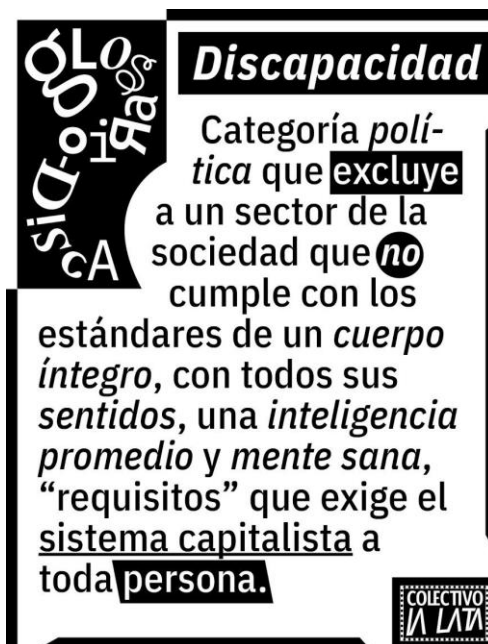 gLOSaRio-DiscA
Discapacidad
Categoría polí-
tica que excluye
a un sector de la
sociedad que no
cumple con los
estándares de un cuerpo
íntegro, con todos sus
sentidos, una inteligencia
promedio y mente sana,
“requisitos” que exige el
sistema capitalista a
toda persona.
COLECTIVO
LA LATA